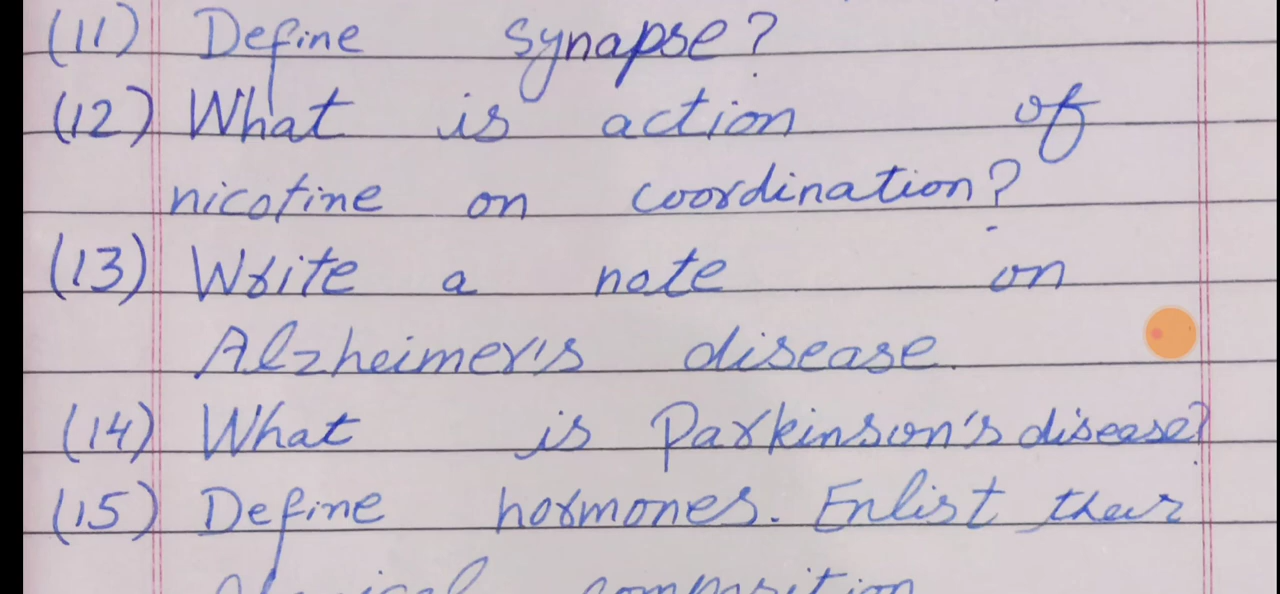 (11) Define synapse?
(12) What is action of
nicotine on coordination?
(13) Write a note on
Alzheimer's disease.
(14) What is Parkinson's disease?
(15) Define hormones. Enlist their
composition